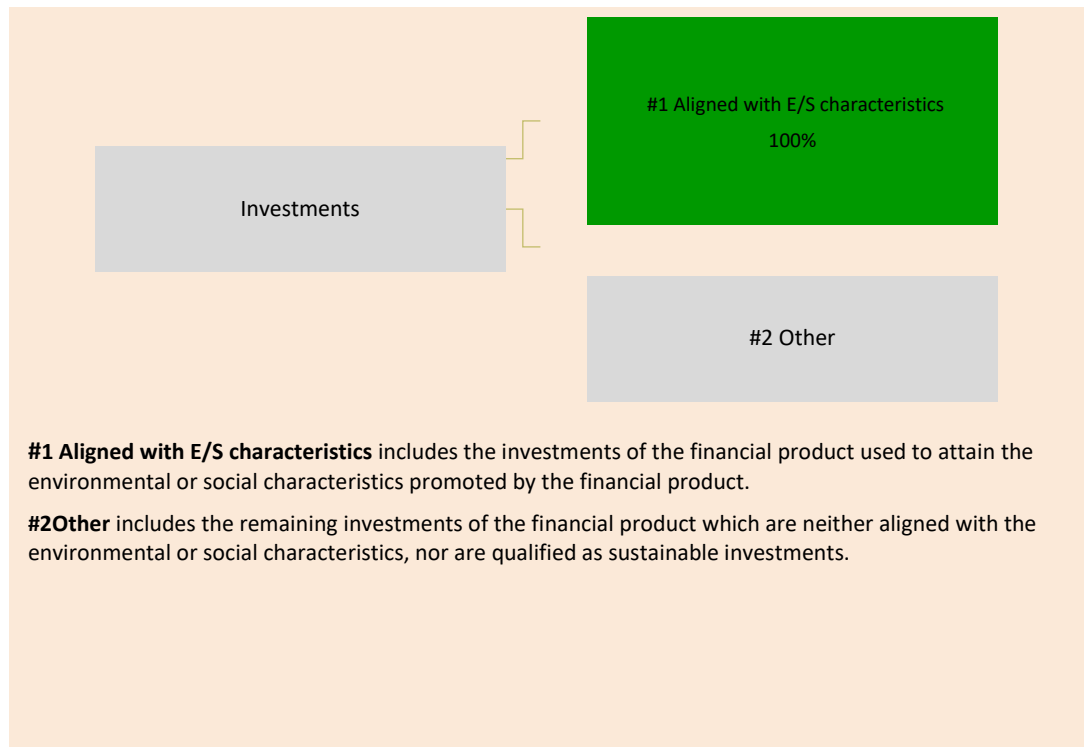 #1 Aligned with E/S characteristics
100%
Investments
#2 Other
#1 Aligned with E/S characteristics includes the investments of the financial product used to attain the
environmental or social characteristics promoted by the financial product.
#2Other includes the remaining investments of the financial product which are neither aligned with the
environmental or social characteristics, nor are qualified as sustainable investments.